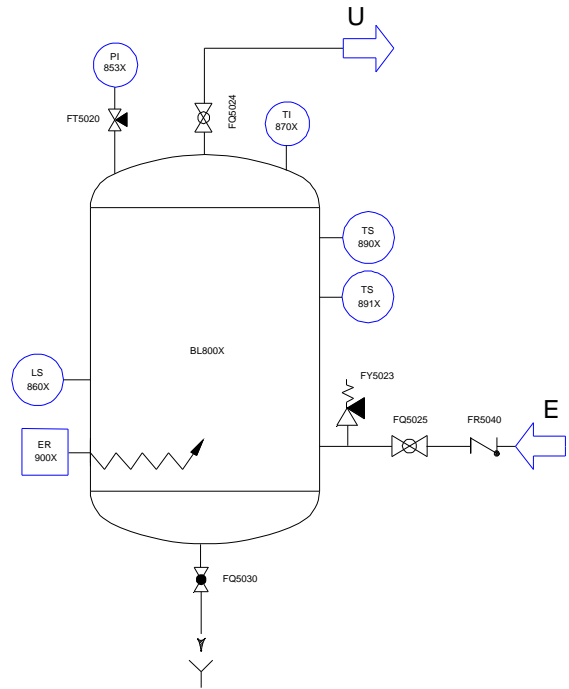 U
PI
853X
FT5020
FQ5024
TI
870X
TS
890X
TS
891X
BL800X
LS
860X
FY5023
E
FQ5025
FR5040
ER
900X
FQ5030